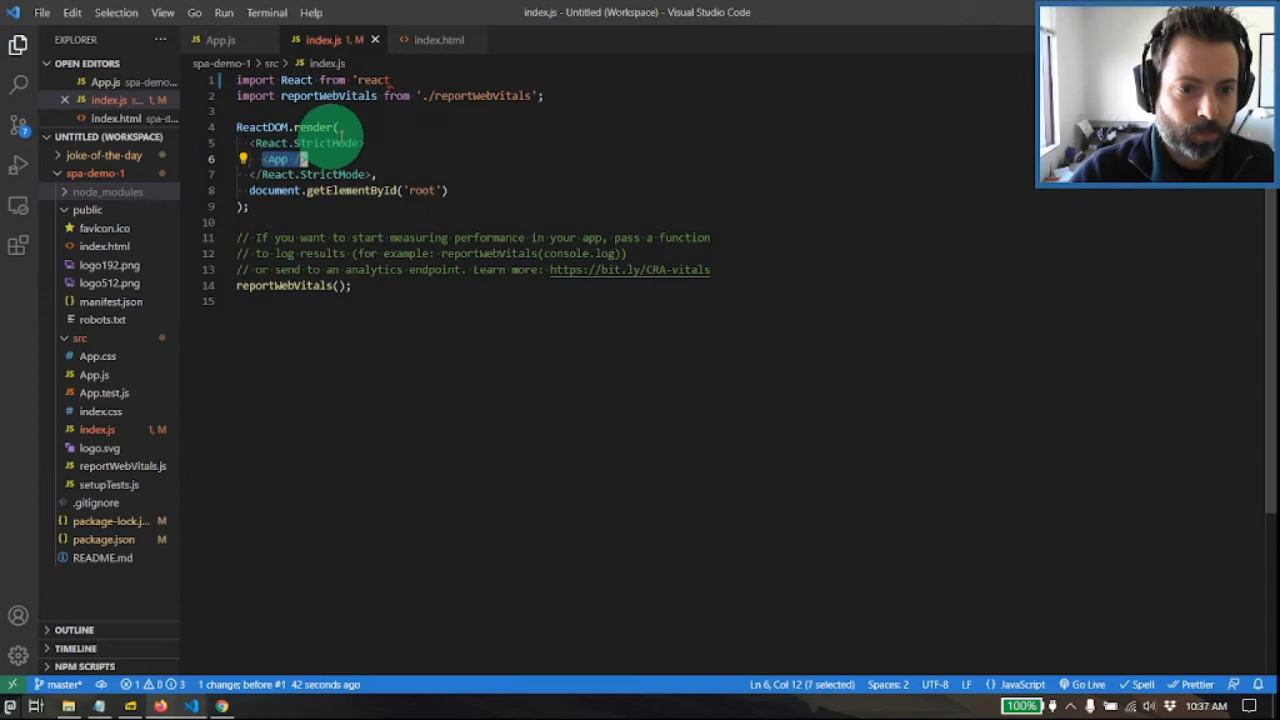 File Edit Selection View Go Run Terminal Help
index.js - Untitled (Workspace) - Visual Studio Code
EXPLORER
App.js
index.js 1, M
index.html
OPEN EDITORS
spa-demo-1 > src > index.js
App.js spa-demo...
index.js s... 1, M
index.html spa-d...
UNTITLED (WORKSPACE)
joke-of-the-day
spa-demo-1
node_modules
public
favicon.ico
index.html
logo192.png
logo512.png
manifest.json
robots.txt
src
App.css
App.js
App.test.js
index.css
index.js 1, M
logo.svg
reportWebVitals.js
setupTests.js
.gitignore
package-lock.j... M
package.json M
README.md
OUTLINE
TIMELINE
NPM SCRIPTS
1 import React from 'react
2 import reportWebVitals from './reportWebVitals';
3
4 ReactDOM.render(
5 <React.StrictMode>
6 <App />
7 </React.StrictMode>,
8 document.getElementById('root')
9 );
10
11 // If you want to start measuring performance in your app, pass a function
12 // to log results (for example: reportWebVitals(console.log))
13 // or send to an analytics endpoint. Learn more: https://bit.ly/CRA-vitals
14 reportWebVitals();
15
7
master* 1 0 3 1 change; before #1 42 seconds ago
Ln 6, Col 12 (7 selected) Spaces: 2 UTF-8 LF {} JavaScript Go Live Spell Prettier
100% 10:37 AM